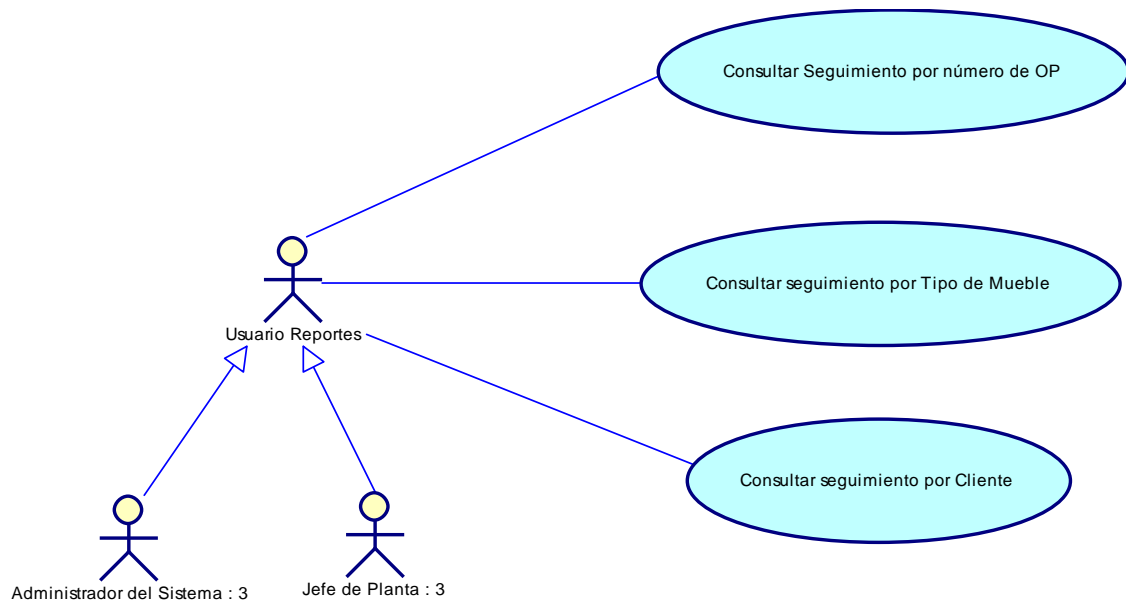 Consultar Seguimiento por número de OP
Consultar seguimiento por Tipo de Mueble
Usuario Reportes
Consultar seguimiento por Cliente
Administrador del Sistema : 3
Jefe de Planta : 3